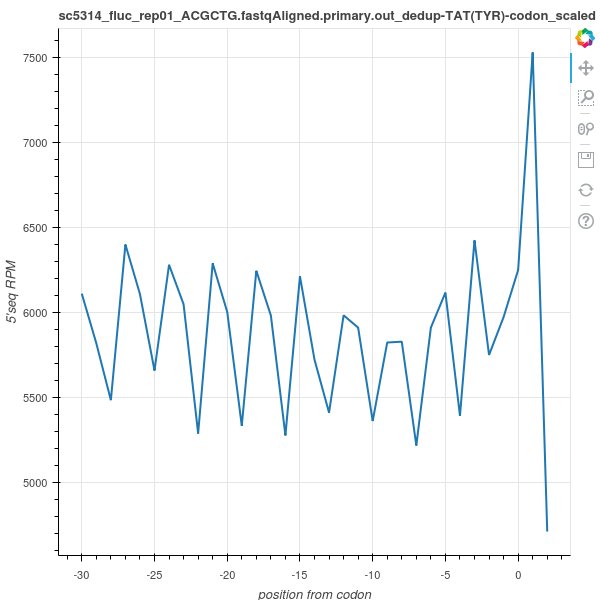 sc5314_fluc_rep01_ACGCTG.fastqAligned.primary.out_dedup-TAT(TYR)-codon_scaled
7500
7000
6500
6000
5500
5000
5'seq RPM
-30 -25 -20 -15 -10 -5 0
position from codon